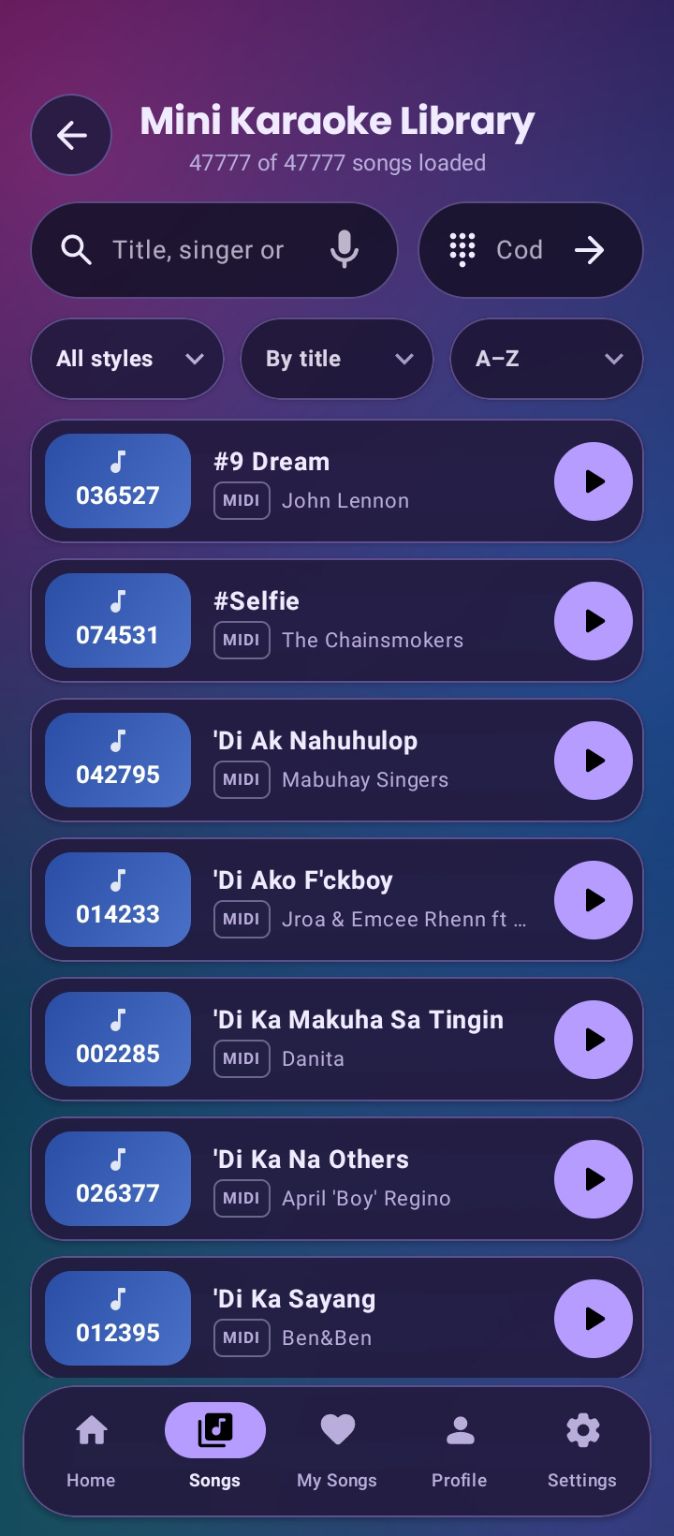 Mini Karaoke Library
47777 of 47777 songs loaded
Title, singer or
Cod
All styles
By title
A–Z
036527
#9 Dream
MIDI John Lennon
074531
#Selfie
MIDI The Chainsmokers
042795
'Di Ak Nahuhulop
MIDI Mabuhay Singers
014233
'Di Ako F'ckboy
MIDI Jroa & Emcee Rhenn ft ...
002285
'Di Ka Makuha Sa Tingin
MIDI Danita
026377
'Di Ka Na Others
MIDI April 'Boy' Regino
012395
'Di Ka Sayang
MIDI Ben&Ben
Home
Songs
My Songs
Profile
Settings